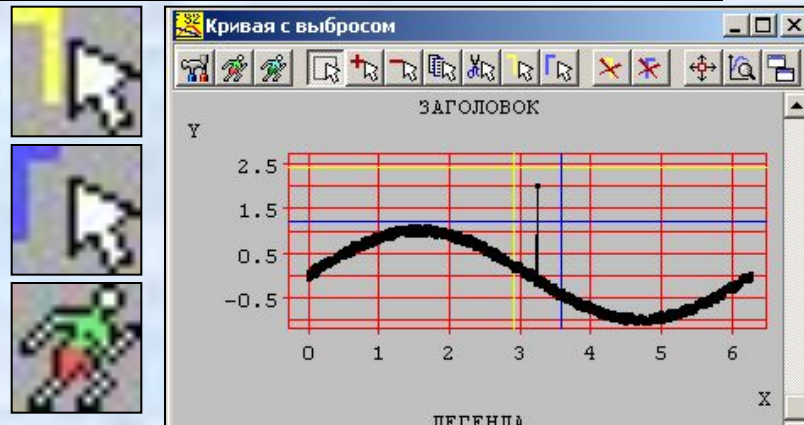 Кривая с выбросом
ЗАГОЛОВОК
Y
2.5
1.5
0.5
-0.5
0 1 2 3 4 5 6
X
ЛЕГЕНДА